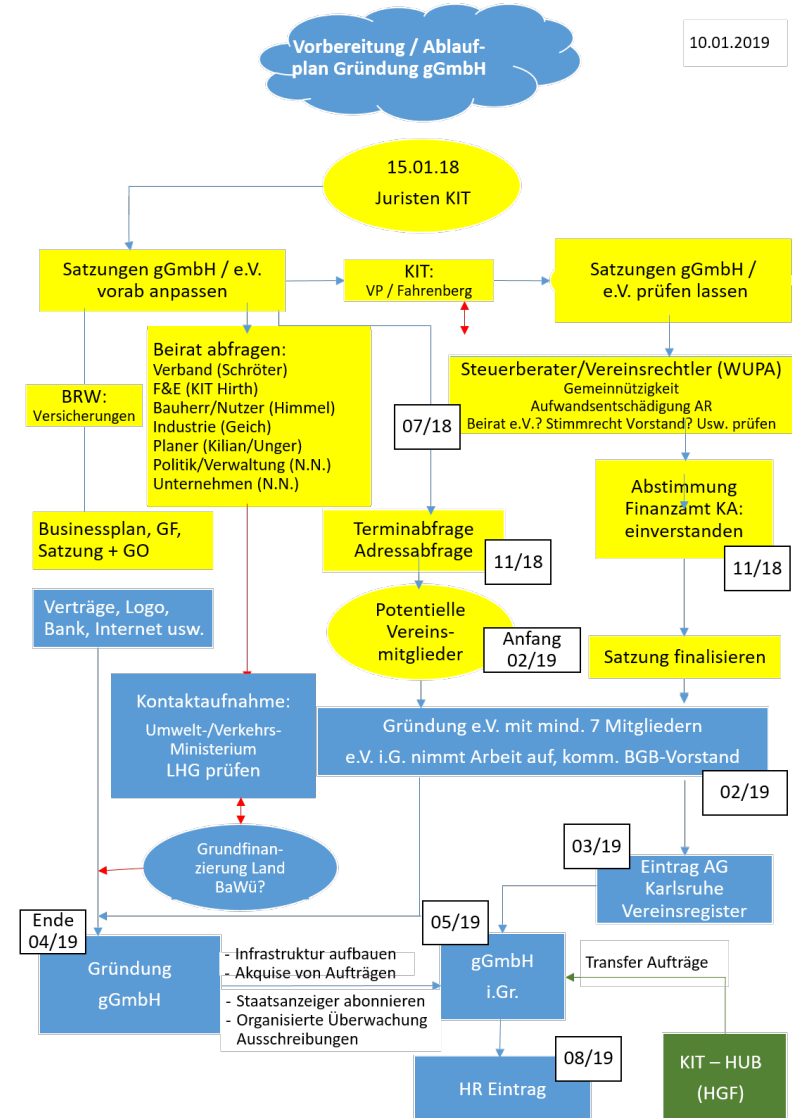 Vorbereitung / Ablauf-
plan Gründung gGmbH
10.01.2019
15.01.18
Juristen KIT
Satzungen gGmbH / e.V.
vorab anpassen
KIT:
VP / Fahrenberg
Satzungen gGmbH /
e.V. prüfen lassen
Beirat abfragen:
Verband (Schröter)
F&E (KIT Hirth)
Bauherr/Nutzer (Himmel)
Industrie (Geich)
Planer (Kilian/Unger)
Politik/Verwaltung (N.N.)
Unternehmen (N.N.)
BRW:
Versicherungen
07/18
Steuerberater/Vereinsrechtler (WUPA)
Gemeinnützigkeit
Aufwandsentschädigung AR
Beirat e.V.? Stimmrecht Vorstand? Usw. prüfen
Businessplan, GF,
Satzung + GO
Terminabfrage
Adressabfrage
11/18
Abstimmung
Finanzamt KA:
einverstanden
11/18
Verträge, Logo,
Bank, Internet usw.
Potentielle
Vereins-
mitglieder
Anfang
02/19
Satzung finalisieren
Kontaktaufnahme:
Umwelt-/Verkehrs-
Ministerium
LHG prüfen
Gründung e.V. mit mind. 7 Mitgliedern
e.V. i.G. nimmt Arbeit auf, komm. BGB-Vorstand
02/19
Grundfinan-
zierung Land
BaWü?
03/19
Eintrag AG
Karlsruhe
Vereinsregister
Ende
04/19
Gründung
gGmbH
- Infrastruktur aufbauen
- Akquise von Aufträgen
- Staatsanzeiger abonnieren
- Organisierte Überwachung
Ausschreibungen
05/19
gGmbH
i.Gr.
Transfer Aufträge
08/19
HR Eintrag
KIT – HUB
(HGF)